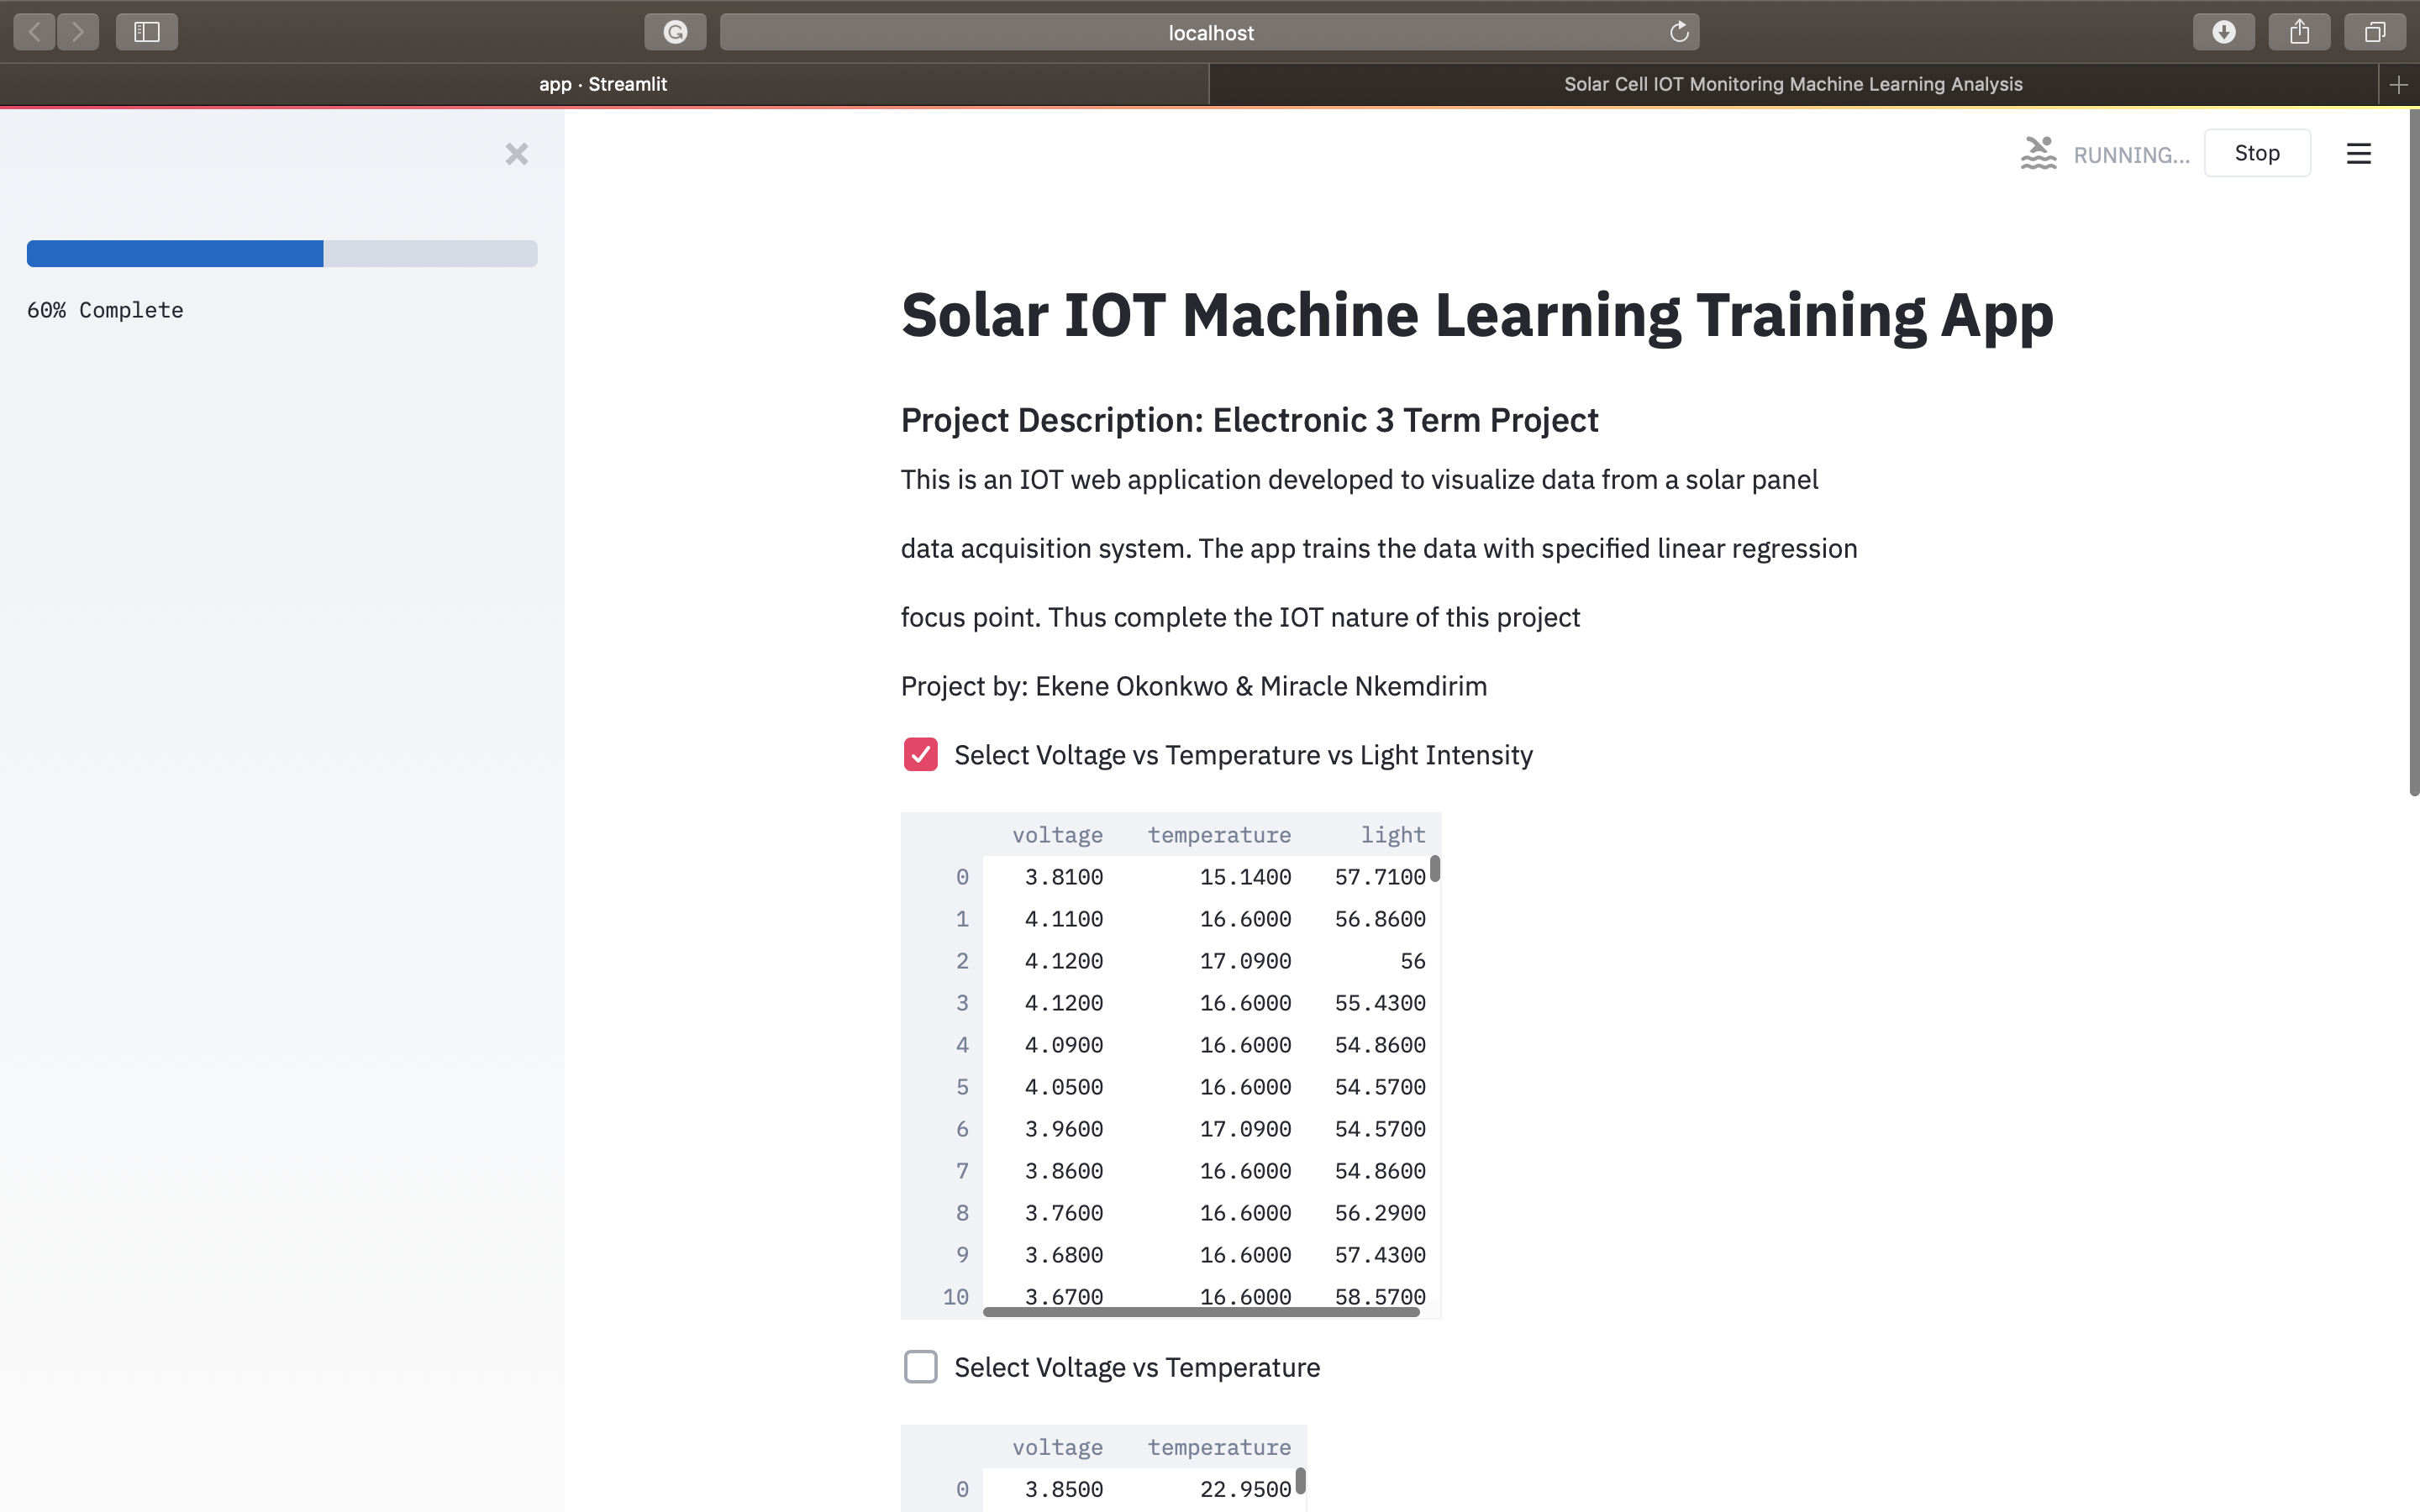 localhost
app · Streamlit
Solar Cell IOT Monitoring Machine Learning Analysis
RUNNING...
Stop
60% Complete
Solar IOT Machine Learning Training App
Project Description: Electronic 3 Term Project
This is an IOT web application developed to visualize data from a solar panel
data acquisition system. The app trains the data with specified linear regression
focus point. Thus complete the IOT nature of this project
Project by: Ekene Okonkwo & Miracle Nkemdirim
Select Voltage vs Temperature vs Light Intensity
voltage temperature light
0 3.8100 15.1400 57.7100
1 4.1100 16.6000 56.8600
2 4.1200 17.0900 56
3 4.1200 16.6000 55.4300
4 4.0900 16.6000 54.8600
5 4.0500 16.6000 54.5700
6 3.9600 17.0900 54.5700
7 3.8600 16.6000 54.8600
8 3.7600 16.6000 56.2900
9 3.6800 16.6000 57.4300
10 3.6700 16.6000 58.5700
Select Voltage vs Temperature
voltage temperature
0 3.8500 22.9500